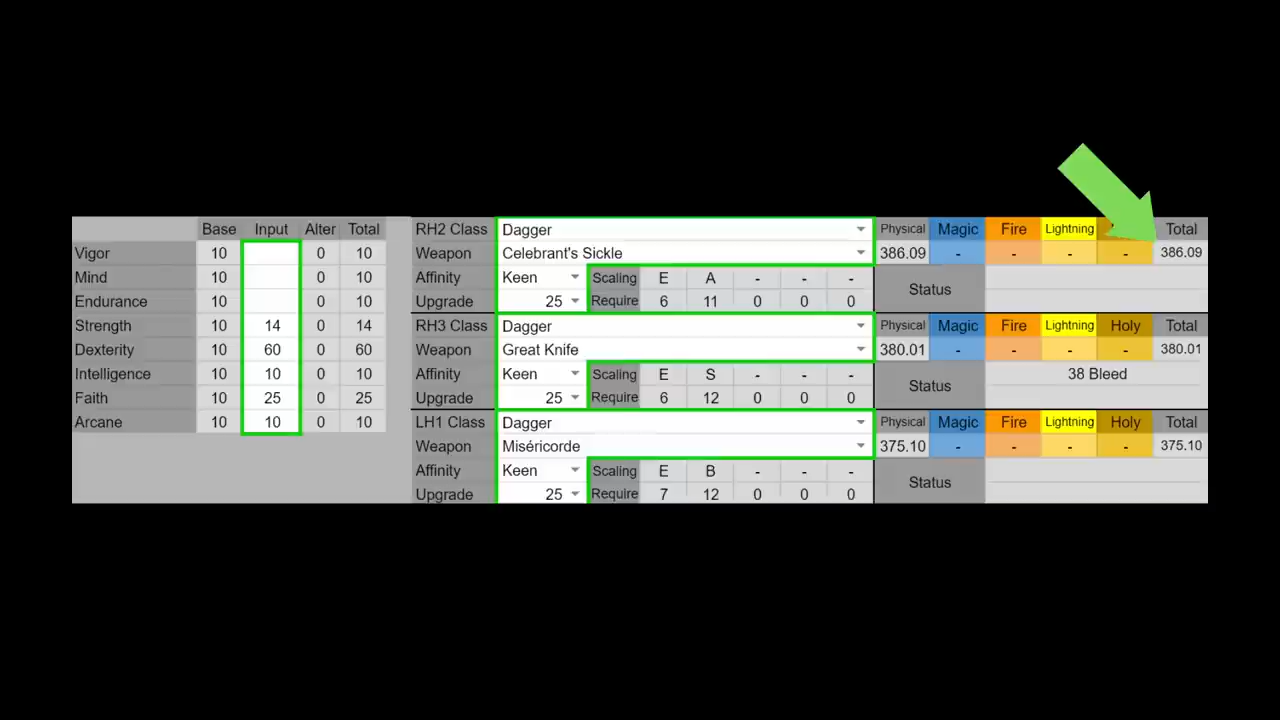 Base Input Alter Total
Vigor 10 0 10
Mind 10 0 10
Endurance 10 0 10
Strength 10 14 0 14
Dexterity 10 60 0 60
Intelligence 10 10 0 10
Faith 10 25 0 25
Arcane 10 10 0 10
RH2 Class Dagger Physical Magic Fire Lightning Total
Weapon Celebrant's Sickle 386.09 - - - - 386.09
Affinity Keen Scaling E A - - - Status
Upgrade 25 Require 6 11 0 0 0
RH3 Class Dagger Physical Magic Fire Lightning Holy Total
Weapon Great Knife 380.01 - - - - 380.01
Affinity Keen Scaling E S - - - Status 38 Bleed
Upgrade 25 Require 6 12 0 0 0
LH1 Class Dagger Physical Magic Fire Lightning Holy Total
Weapon Miséricorde 375.10 - - - - 375.10
Affinity Keen Scaling E B - - - Status
Upgrade 25 Require 7 12 0 0 0